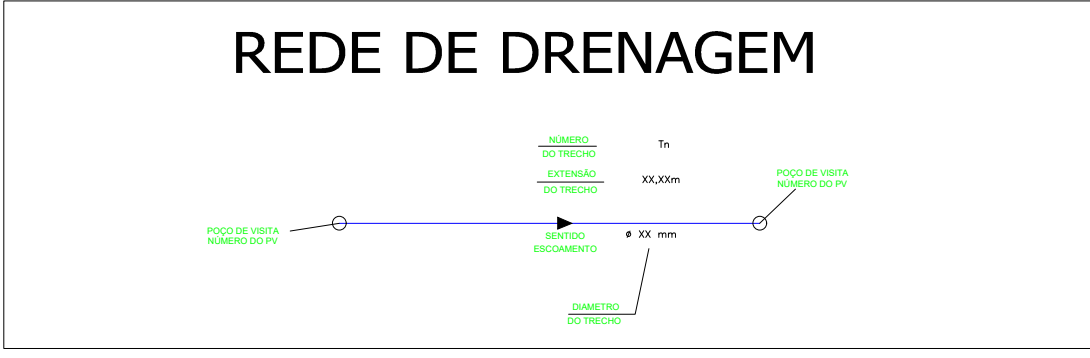 REDE DE DRENAGEM
NÚMERO
DO TRECHO
Tn
EXTENSÃO
DO TRECHO
XX,XXm
POÇO DE VISITA
NÚMERO DO PV
POÇO DE VISITA
NÚMERO DO PV
SENTIDO
ESCOAMENTO
ø XX mm
DIAMETRO
DO TRECHO